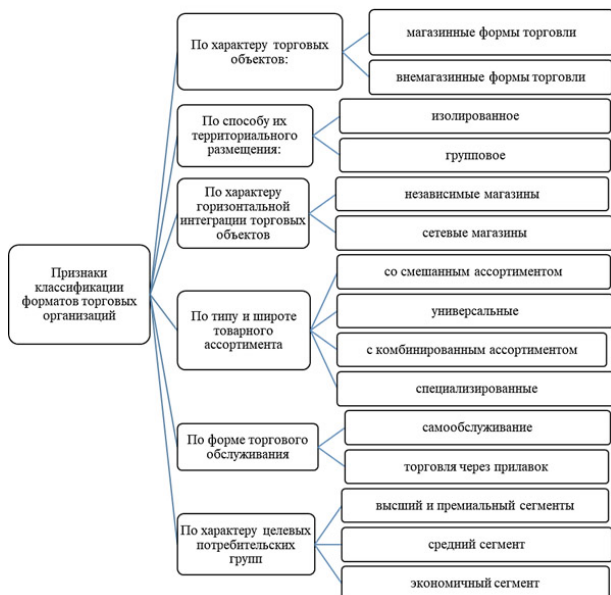 Признаки
классификации
форматов торговых
организаций
По характеру торговых
объектов:
магазинные формы торговли
внемагазинные формы торговли
По способу их
территориального
размещения:
изолированное
групповое
По характеру
горизонтальной
интеграции торговых
объектов
независимые магазины
сетевые магазины
По типу и широте
товарного
ассортимента
со смешанным ассортиментом
универсальные
с комбинированным ассортиментом
специализированные
По форме торгового
обслуживания
самообслуживание
торговля через прилавок
По характеру целевых
потребительских
групп
высший и премиальный сегменты
средний сегмент
экономичный сегмент